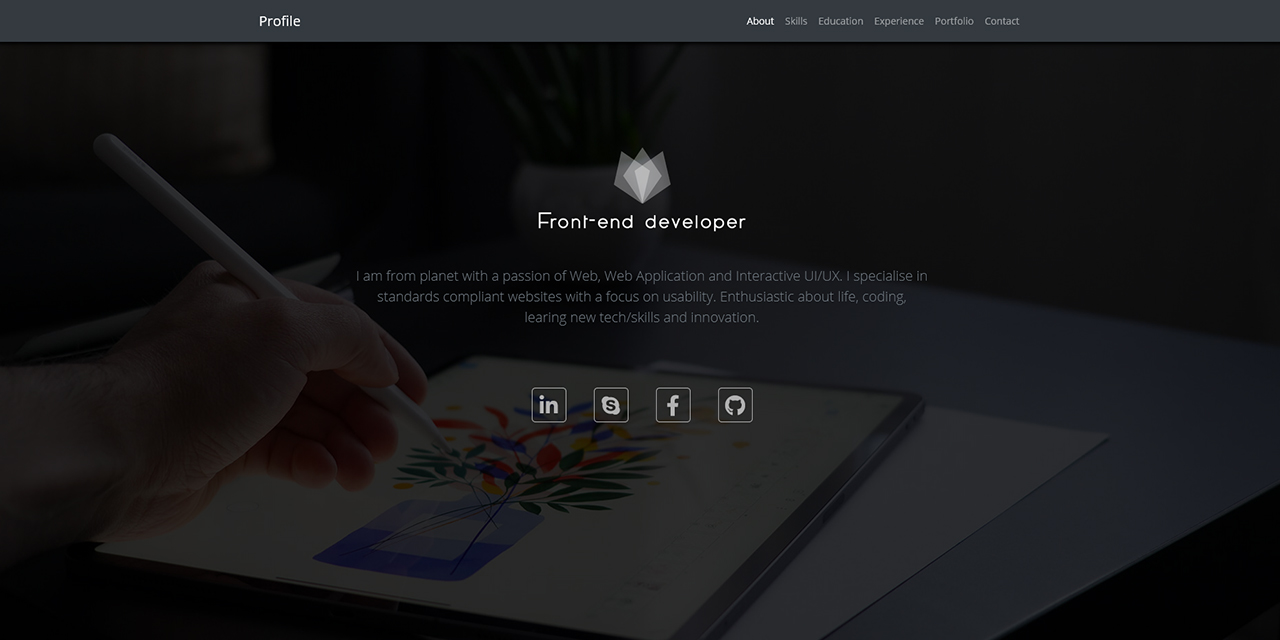 Profile
About Skills Education Experience Portfolio Contact
Front-end developer
I am from planet with a passion of Web, Web Application and Interactive UI/UX. I specialise in
standards compliant websites with a focus on usability. Enthusiastic about life, coding,
learing new tech/skills and innovation.
in